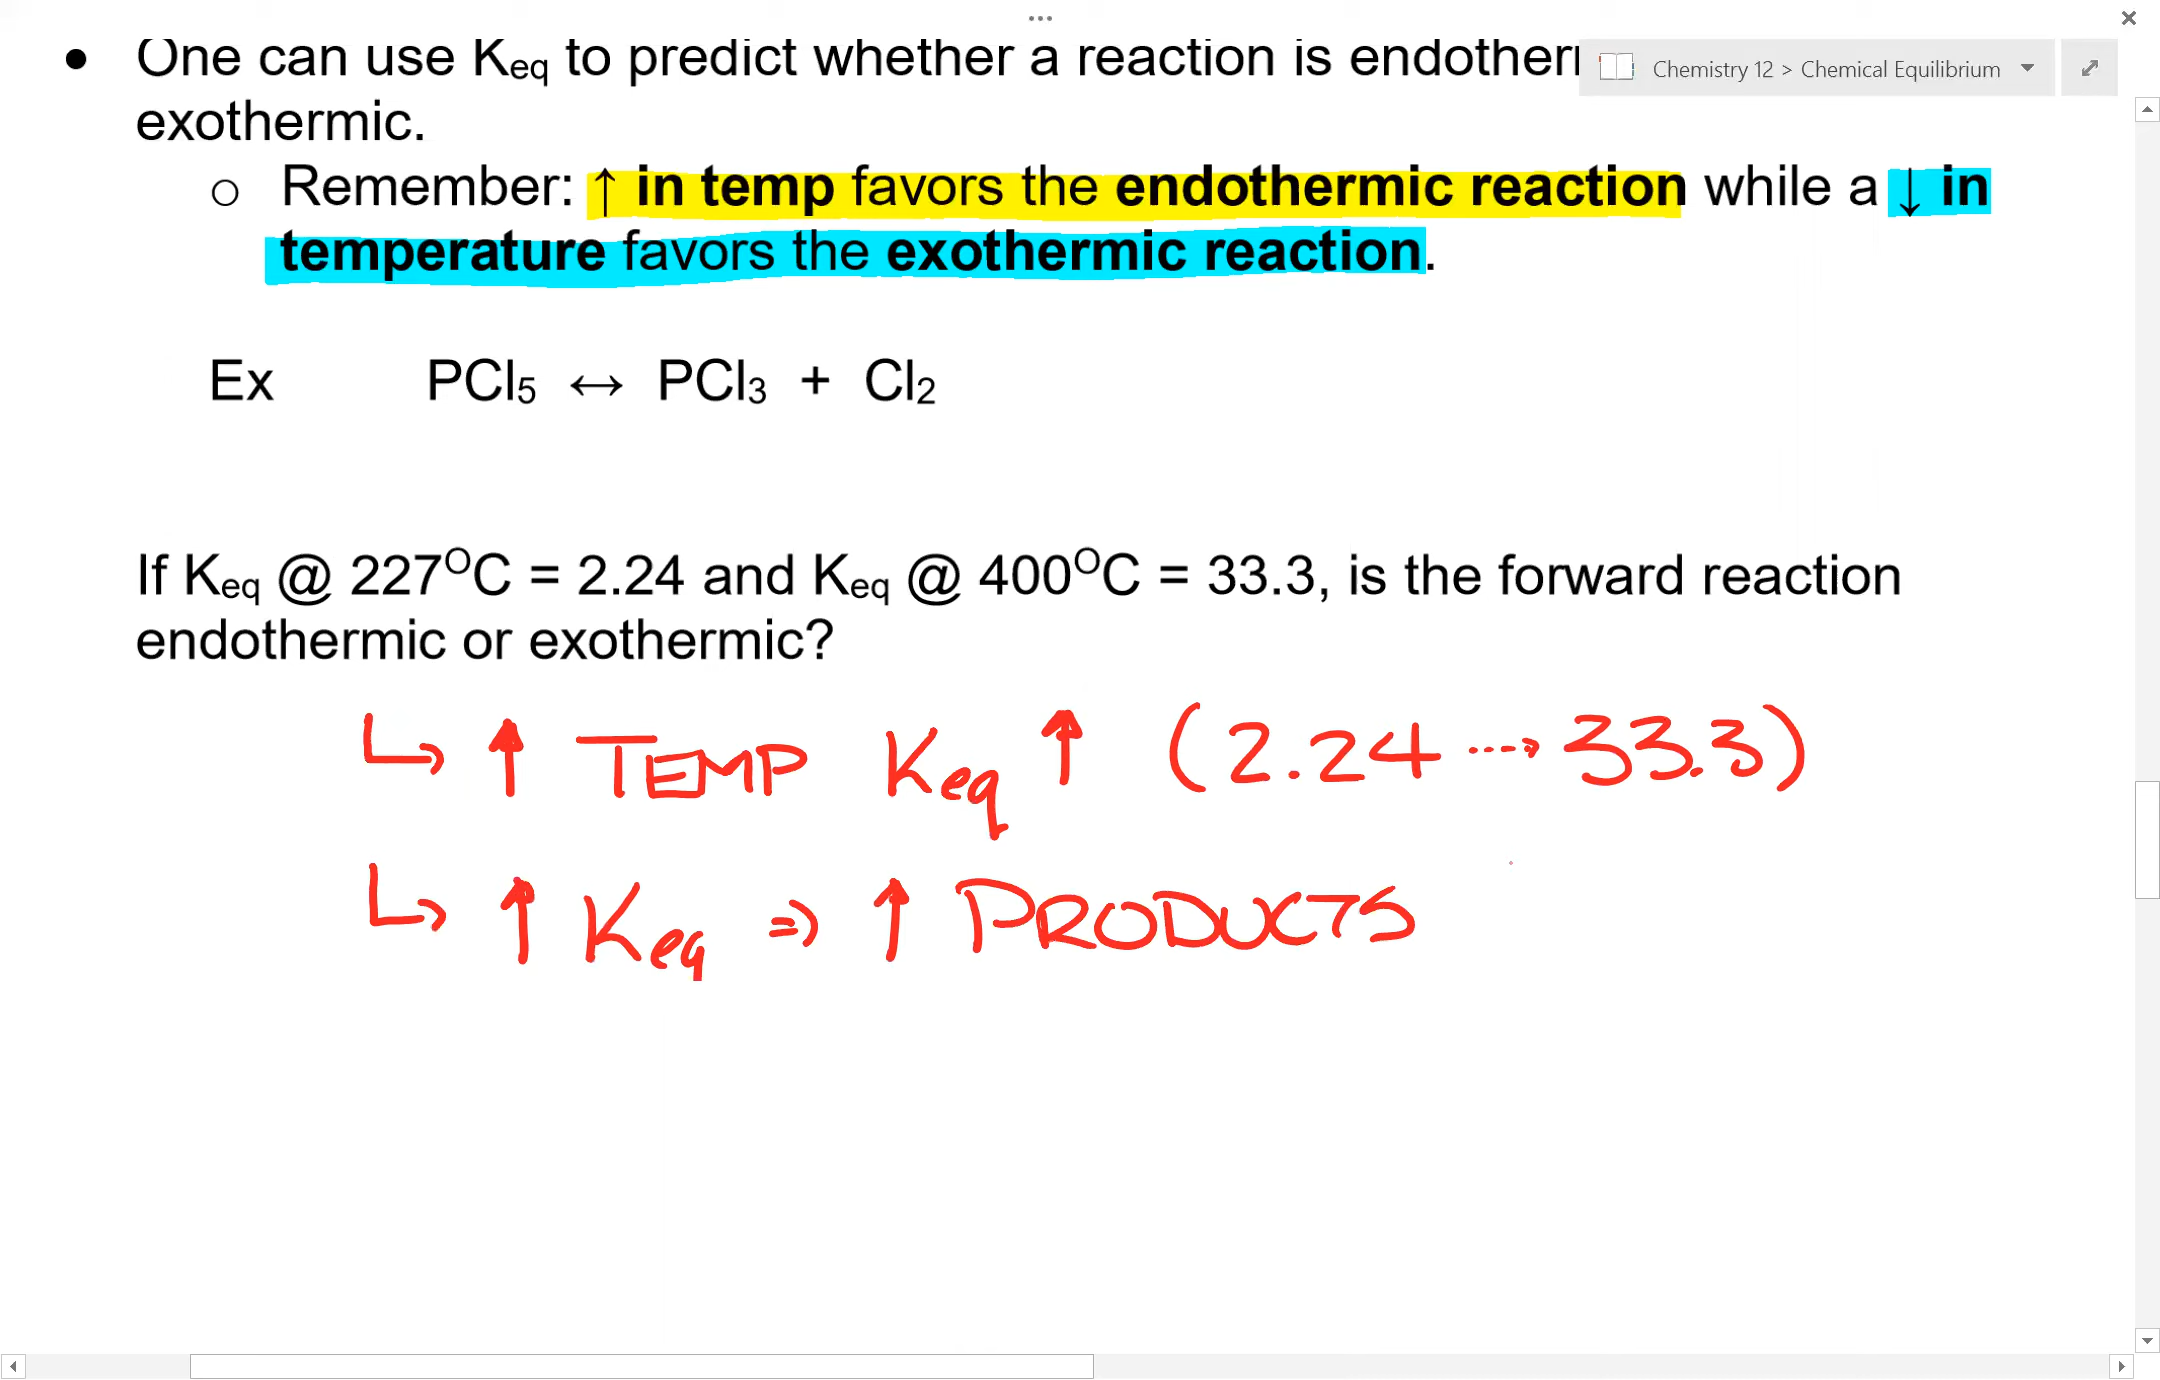 • One can use Keq to predict whether a reaction is
Chemistry 12 > Chemical Equilibrium
exothermic.
o Remember: ↑ in temp favors the endothermic reaction while a ↓ in
temperature favors the exothermic reaction.
Ex PCl5 ↔ PCl3 + Cl2
If Keq @ 227°C = 2.24 and Keq @ 400°C = 33.3, is the forward reaction
endothermic or exothermic?
↳ ↑ TEMP Keq ↑ (2.24 ---> 33.3)
↳ ↑ Keq => ↑ PRODUCTS